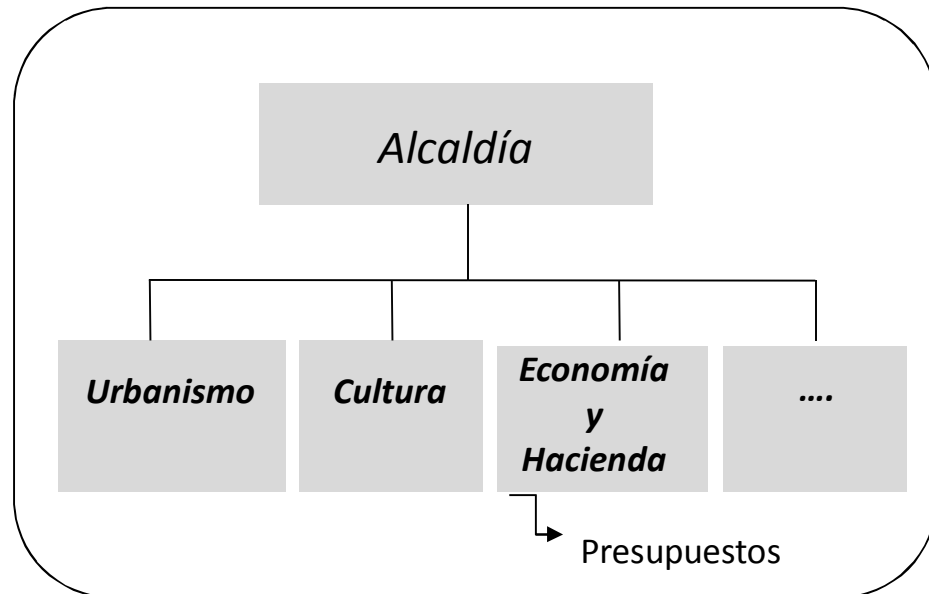 Alcaldía
Urbanismo
Cultura
Economía
y
Hacienda
....
Presupuestos